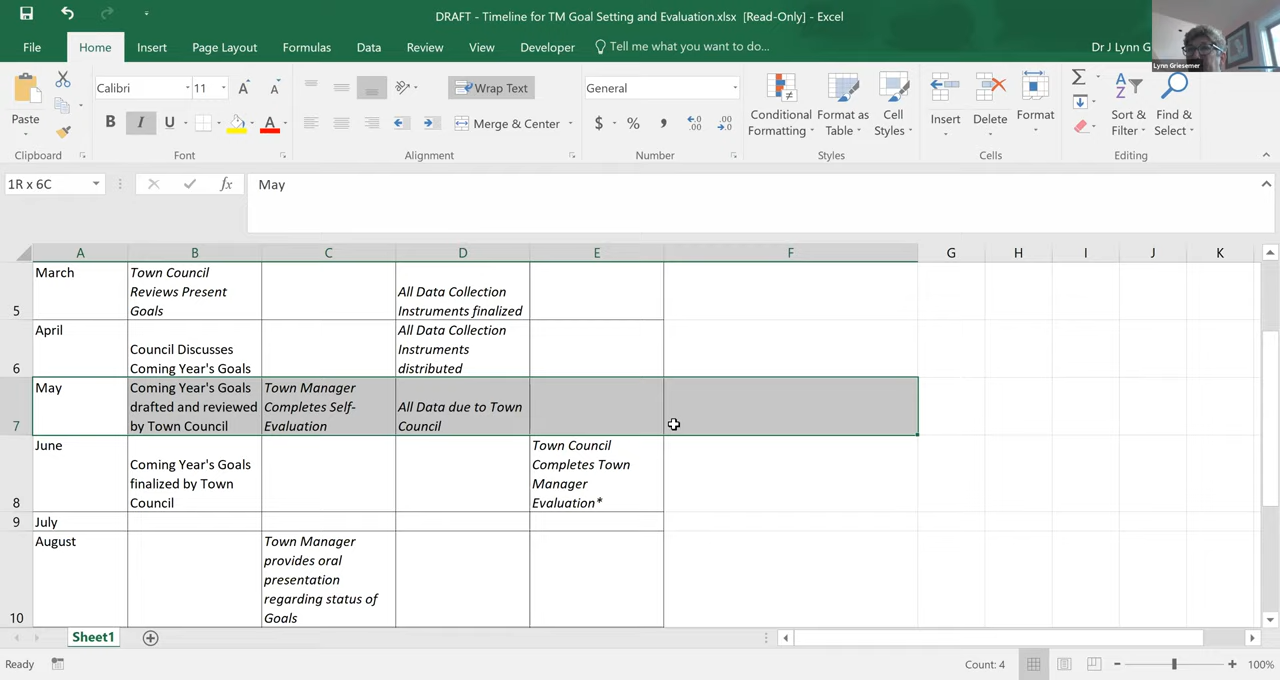 DRAFT - Timeline for TM Goal Setting and Evaluation.xlsx [Read-Only] - Excel
File Home Insert Page Layout Formulas Data Review View Developer Tell me what you want to do... Dr J Lynn G
Lynn Griesemer
Paste
Calibri 11
B I U
Wrap Text
Merge & Center
General
$ % ,
Conditional Formatting
Format as Table
Cell Styles
Insert Delete Format
Sort & Filter
Find & Select
Clipboard Font Alignment Number Styles Cells Editing
1R x 6C fx May
A B C D E F G H I J K
5 March
Town Council
Reviews Present
Goals
All Data Collection
Instruments finalized
6 April
Council Discusses
Coming Year's Goals
All Data Collection
Instruments
distributed
7 May
Coming Year's Goals
drafted and reviewed
by Town Council
Town Manager
Completes Self-
Evaluation
All Data due to Town
Council
8 June
Coming Year's Goals
finalized by Town
Council
Town Council
Completes Town
Manager
Evaluation*
9 July
10 August
Town Manager
provides oral
presentation
regarding status of
Goals
Sheet1
Ready Count: 4 100%